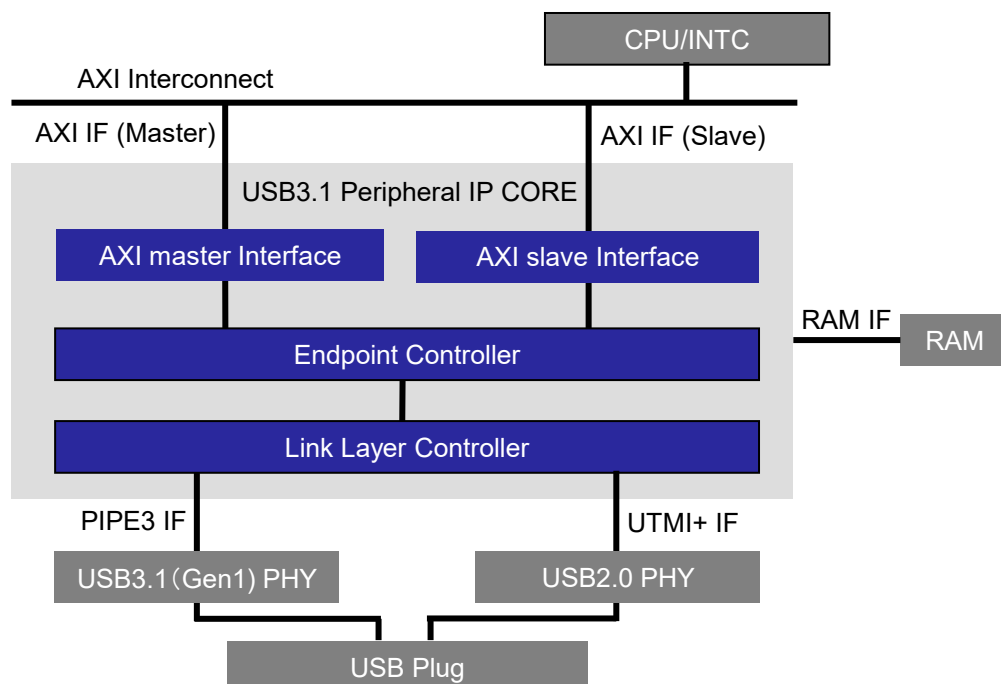 CPU/INTC
AXI Interconnect
AXI IF (Master)
AXI IF (Slave)
USB3.1 Peripheral IP CORE
AXI master Interface
AXI slave Interface
RAM IF
RAM
Endpoint Controller
Link Layer Controller
PIPE3 IF
UTMI+ IF
USB3.1（Gen1) PHY
USB2.0 PHY
USB Plug